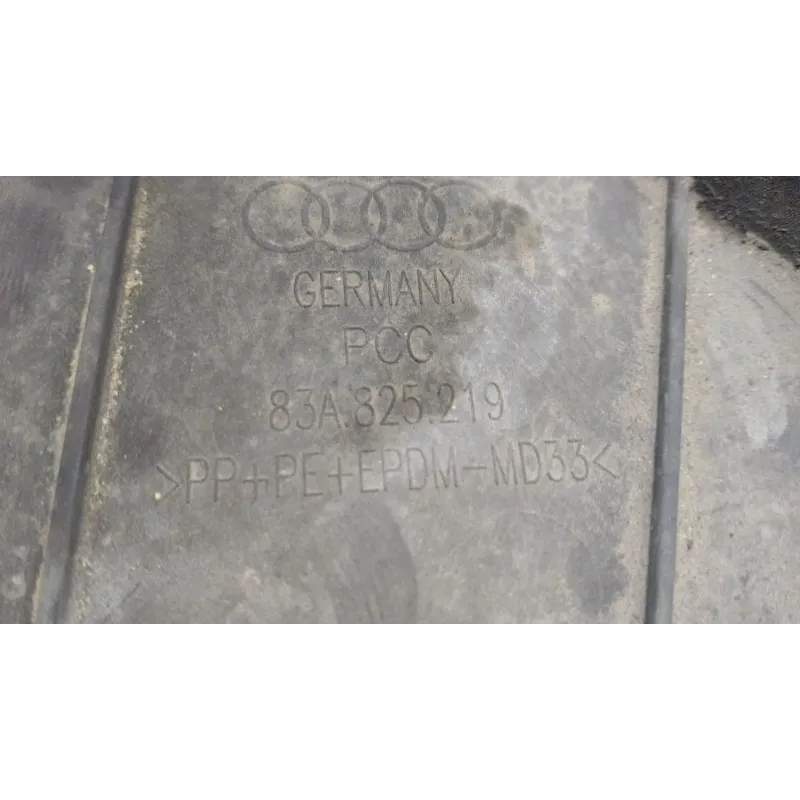 GERMANY
PCC
83A.825.219
>PP+PE+EPDM-MD33<